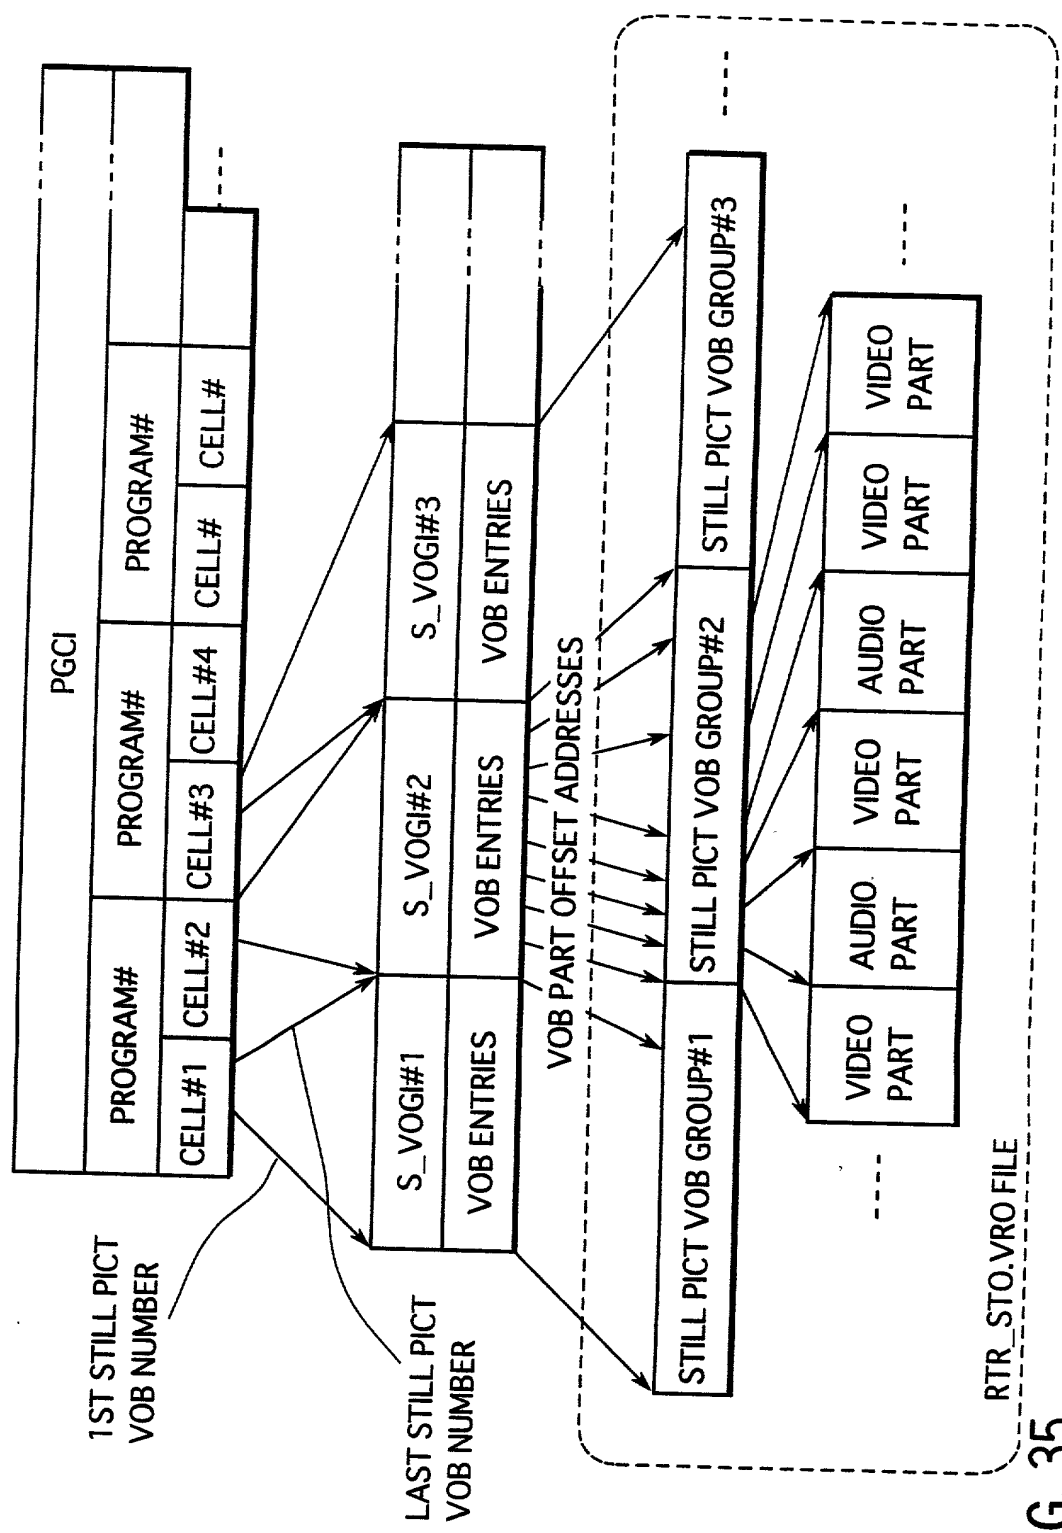 PGCI
PROGRAM#
PROGRAM#
PROGRAM#
CELL#1
CELL#2
CELL#3
CELL#4
CELL#
CELL#
1ST STILL PICT
VOB NUMBER
S_VOGI#1
S_VOGI#2
S_VOGI#3
VOB ENTRIES
VOB ENTRIES
VOB ENTRIES
LAST STILL PICT
VOB NUMBER
VOB PART OFFSET ADDRESSES
STILL PICT VOB GROUP#1
STILL PICT VOB GROUP#2
STILL PICT VOB GROUP#3
VIDEO
PART
AUDIO
PART
VIDEO
PART
AUDIO
PART
VIDEO
PART
VIDEO
PART
RTR_STO.VRO FILE
G 35